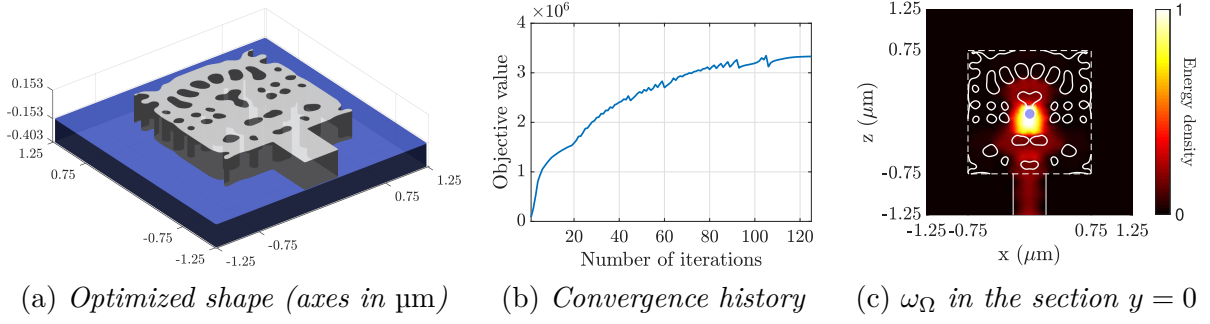 0.153
-0.153
-0.403
1.25
0.75
-0.75
-1.25
-1.25
-0.75
0.75
1.25
×10⁶
4
3
2
1
0
20 40 60 80 100 120
Objective value
Number of iterations
1.25
0.75
-0.75
-1.25
z (μm)
-1.25 -0.75 0.75 1.25
x (μm)
1
0
Energy density
(a) Optimized shape (axes in µm)
(b) Convergence history
(c) ω_Ω in the section y = 0